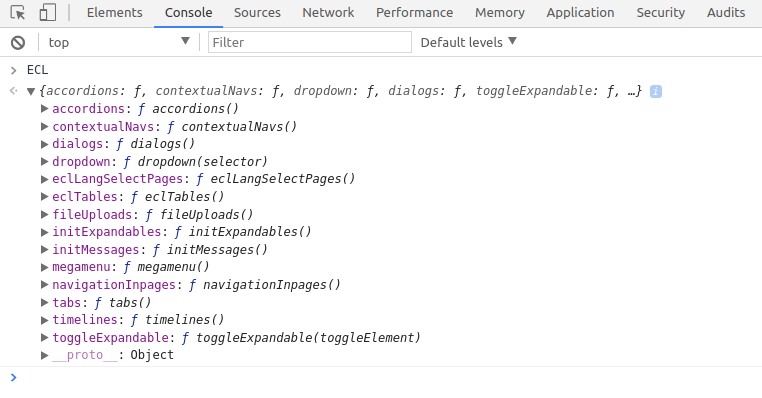 Elements Console Sources Network Performance Memory Application Security Audits
top Filter Default levels
ECL
{accordions: ƒ, contextualNavs: ƒ, dropdown: ƒ, dialogs: ƒ, toggleExpandable: ƒ, …} i
accordions: ƒ accordions()
contextualNavs: ƒ contextualNavs()
dialogs: ƒ dialogs()
dropdown: ƒ dropdown(selector)
eclLangSelectPages: ƒ eclLangSelectPages()
eclTables: ƒ eclTables()
fileUploads: ƒ fileUploads()
initExpandables: ƒ initExpandables()
initMessages: ƒ initMessages()
megamenu: ƒ megamenu()
navigationInpages: ƒ navigationInpages()
tabs: ƒ tabs()
timelines: ƒ timelines()
toggleExpandable: ƒ toggleExpandable(toggleElement)
__proto__: Object